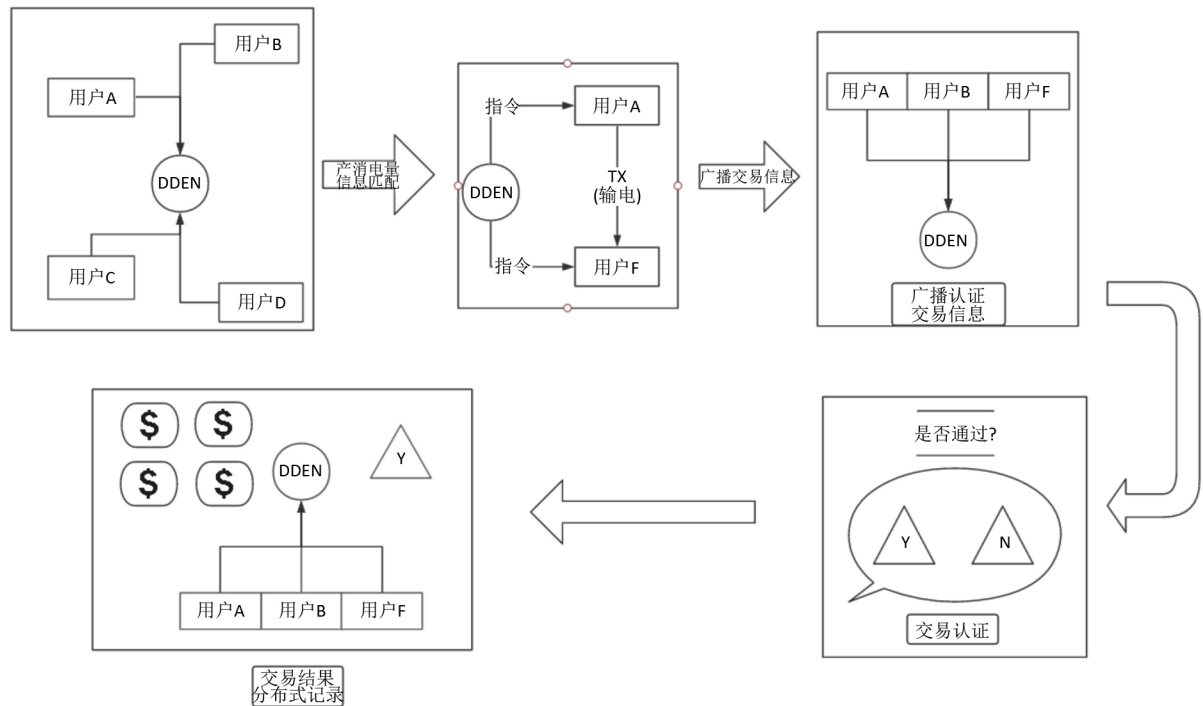 用户B
用户A
DDEN
用户C
用户D
产消电量
信息匹配
指令
用户A
DDEN
TX
(输电)
指令
用户F
广播交易信息
用户A
用户B
用户F
DDEN
广播认证
交易信息
是否通过?
Y
N
交易认证
$
$
$
$
DDEN
Y
用户A
用户B
用户F
交易结果
分布式记录